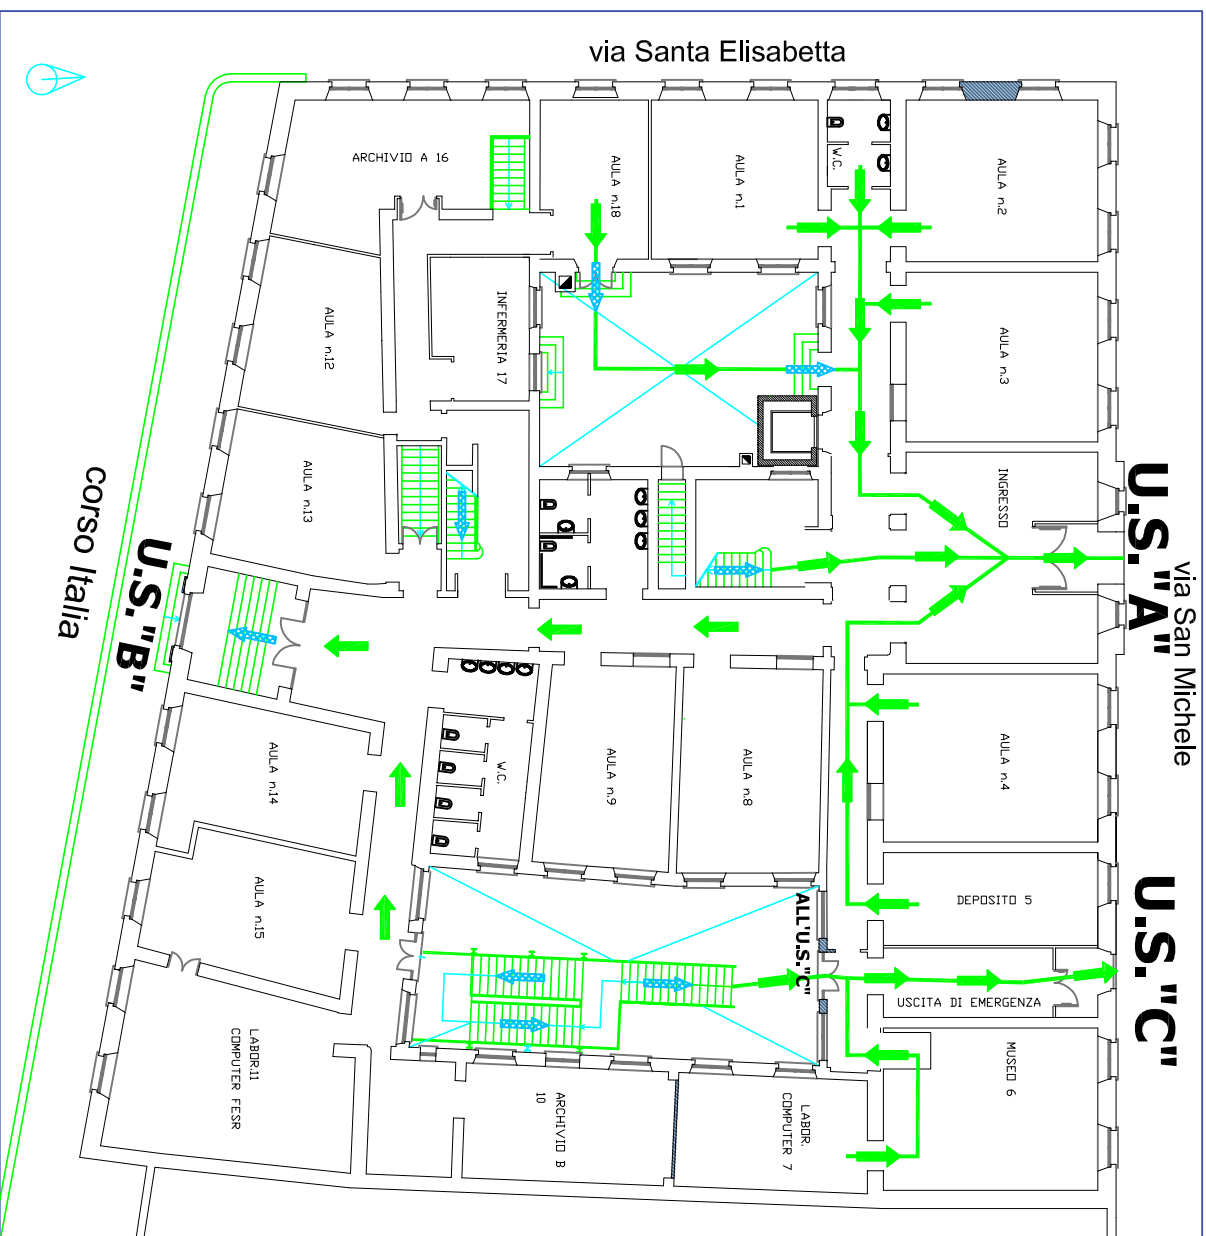 via Santa Elisabetta
ARCHIVIO A 16
AULA n.18
AULA n.1
W.C.
AULA n.2
AULA n.12
INFERMERIA 17
AULA n.3
AULA n.13
INGRESSO
U.S. "A"
via San Michele
corso Italia
U.S."B"
AULA n.14
W.C.
AULA n.9
AULA n.8
AULA n.4
AULA n.15
ALL'U.S."C"
DEPOSITO 5
U.S."C"
USCITA DI EMERGENZA
LABOR.11
COMPUTER FESR
ARCHIVIO B
10
LABOR.
COMPUTER 7
MUSEO 6